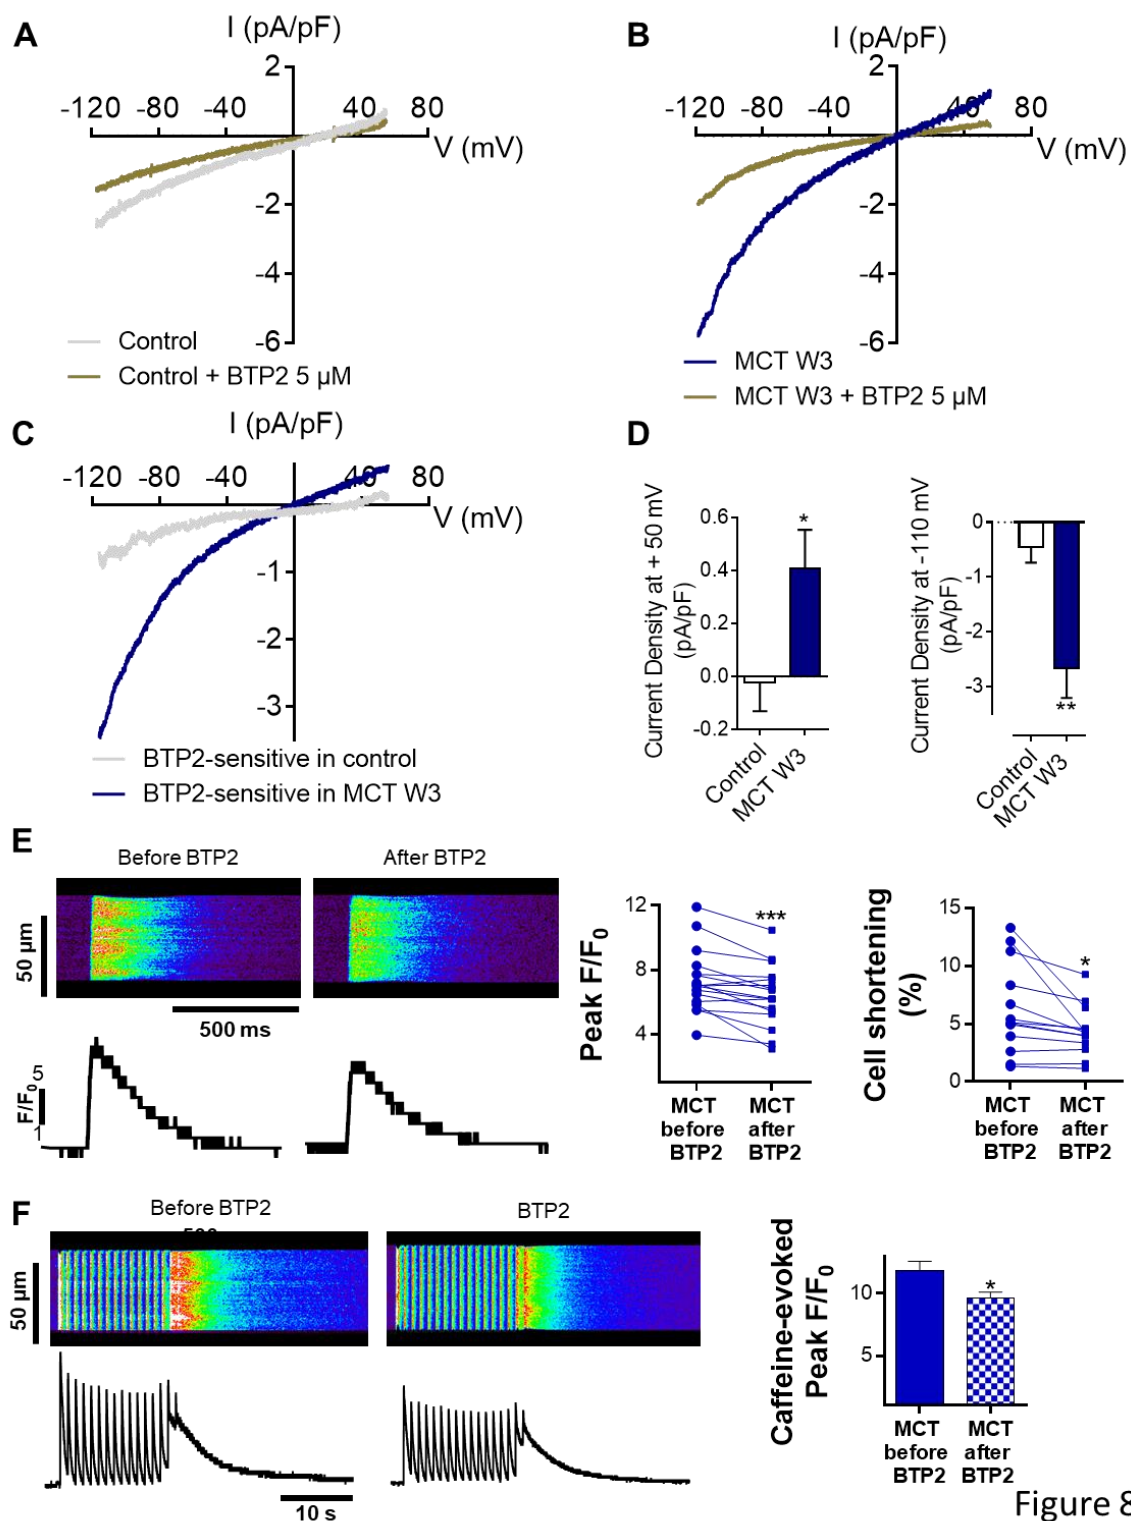 A
I (pA/pF)
2
-120 -80 -40 40 80
V (mV)
-2
-4
-6
Control
Control + BTP2 5 µM
B
I (pA/pF)
2
-120 -80 -40 40 80
V (mV)
-2
-4
-6
MCT W3
MCT W3 + BTP2 5 µM
C
I (pA/pF)
-120 -80 -40 40 80
V (mV)
-1
-2
-3
BTP2-sensitive in control
BTP2-sensitive in MCT W3
D
Current Density at + 50 mV
(pA/pF)
0.6
0.4
0.2
0.0
-0.2
*
Control
MCT W3
Current Density at -110 mV
(pA/pF)
0
-1
-2
-3
**
Control
MCT W3
E
Before BTP2
After BTP2
50 µm
500 ms
F/F0
5
1
Peak F/F0
12
8
4
***
MCT
before
BTP2
MCT
after
BTP2
Cell shortening
(%)
15
10
5
0
*
MCT
before
BTP2
MCT
after
BTP2
F
Before BTP2
BTP2
50 µm
10 s
Caffeine-evoked
Peak F/F0
10
5
*
MCT
before
BTP2
MCT
after
BTP2
Figure 8